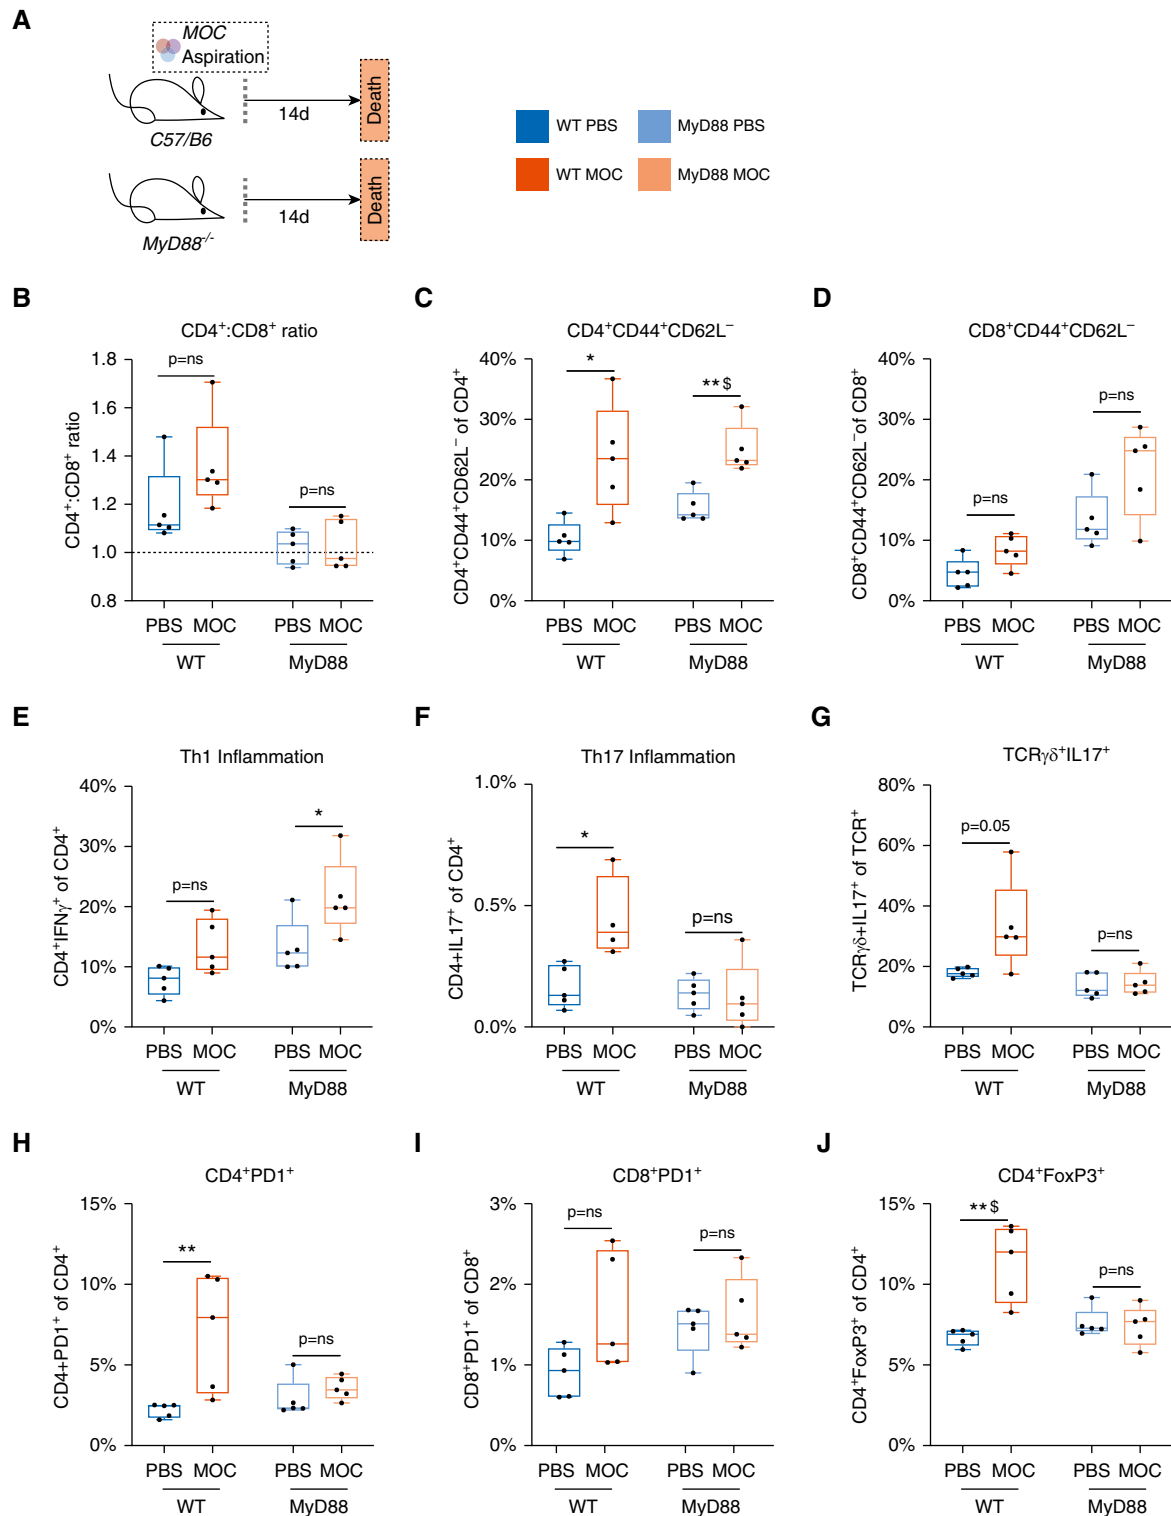 A
MOC
Aspiration
14d
Death
C57/B6
14d
Death
MyD88-/-
WT PBS
MyD88 PBS
WT MOC
MyD88 MOC
B
CD4⁺:CD8⁺ ratio
CD4⁺:CD8⁺ ratio
1.8
1.6
1.4
1.2
1.0
0.8
p=ns
p=ns
PBS MOC PBS MOC
WT MyD88
C
CD4⁺CD44⁺CD62L⁻
CD4⁺CD44⁺CD62L⁻ of CD4⁺
40%
30%
20%
10%
0%
*
** $
PBS MOC PBS MOC
WT MyD88
D
CD8⁺CD44⁺CD62L⁻
CD8⁺CD44⁺CD62L⁻ of CD8⁺
40%
30%
20%
10%
0%
p=ns
p=ns
PBS MOC PBS MOC
WT MyD88
E
Th1 Inflammation
CD4⁺IFNγ⁺ of CD4⁺
40%
30%
20%
10%
0%
p=ns
*
PBS MOC PBS MOC
WT MyD88
F
Th17 Inflammation
CD4+IL17⁺ of CD4⁺
1.0%
0.5%
0.0%
*
p=ns
PBS MOC PBS MOC
WT MyD88
G
TCRγδ⁺IL17⁺
TCRγδ+IL17⁺ of TCR⁺
80%
60%
40%
20%
0%
p=0.05
p=ns
PBS MOC PBS MOC
WT MyD88
H
CD4⁺PD1⁺
CD4+PD1⁺ of CD4⁺
15%
10%
5%
0%
**
p=ns
PBS MOC PBS MOC
WT MyD88
I
CD8⁺PD1⁺
CD8⁺PD1⁺ of CD8⁺
3%
2%
1%
0%
p=ns
p=ns
PBS MOC PBS MOC
WT MyD88
J
CD4⁺FoxP3⁺
CD4⁺FoxP3⁺ of CD4⁺
15%
10%
5%
0%
** $
p=ns
PBS MOC PBS MOC
WT MyD88